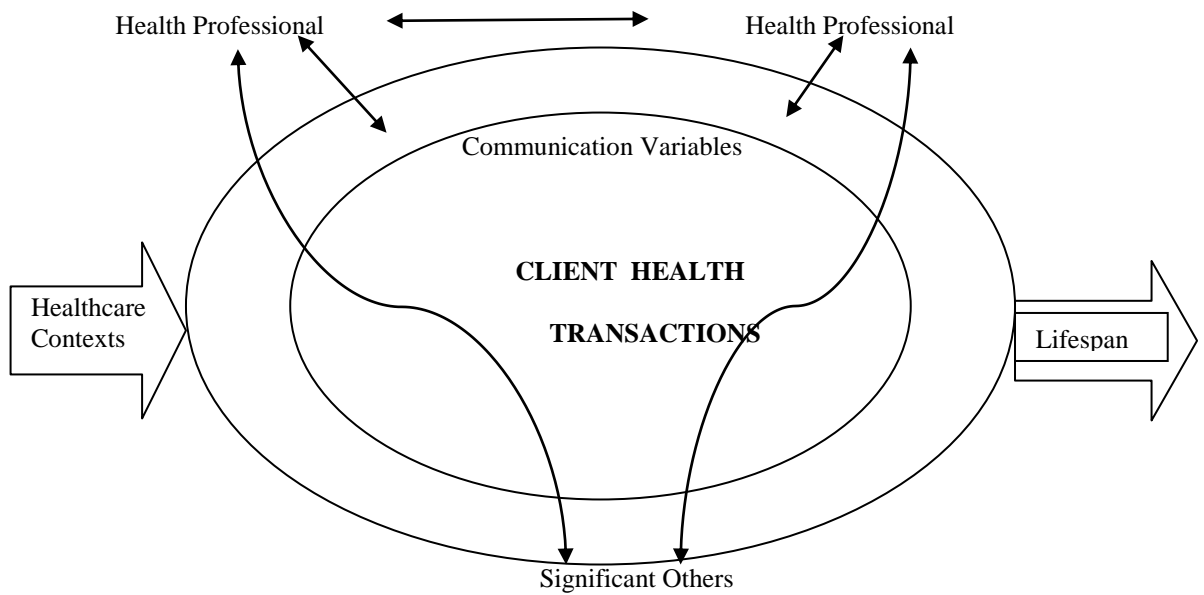 Health Professional
Health Professional
Communication Variables
CLIENT HEALTH
TRANSACTIONS
Healthcare
Contexts
Lifespan
Significant Others